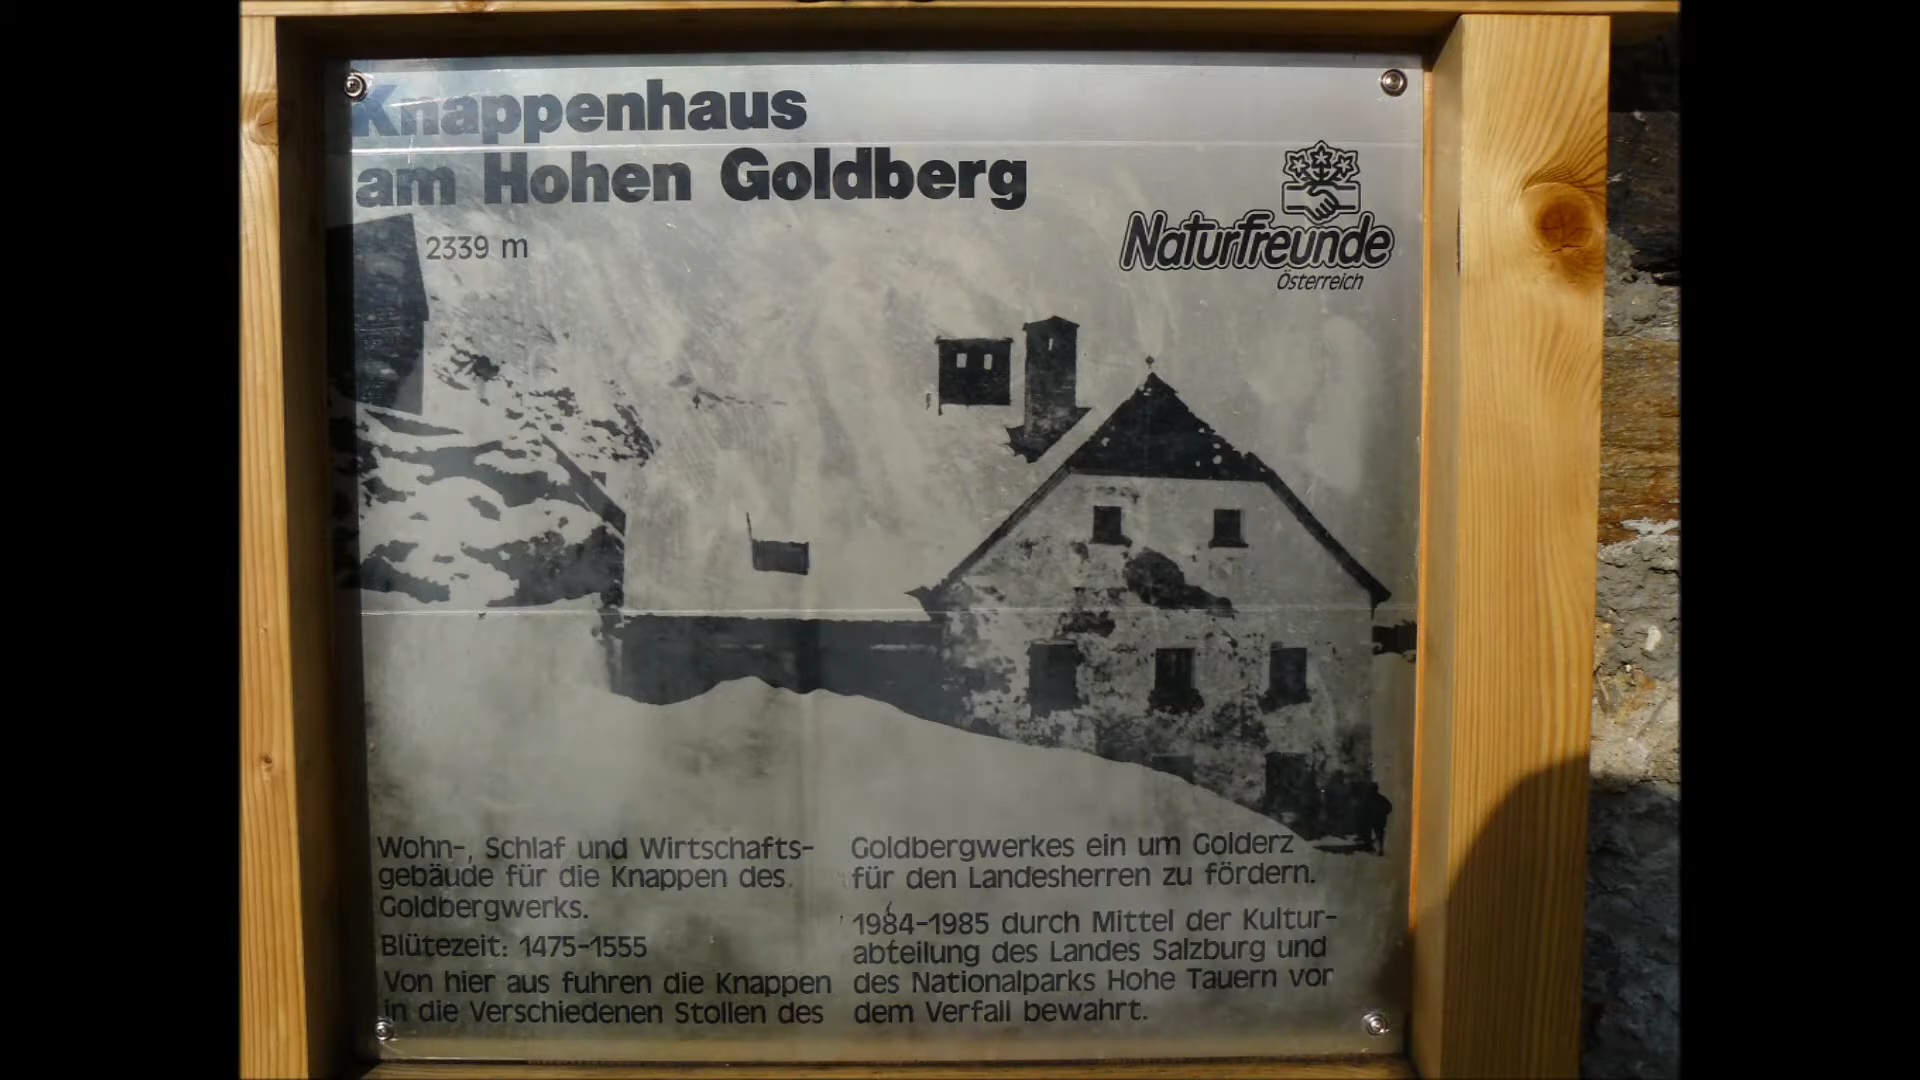 Knappenhaus
am Hohen Goldberg
2339 m
Naturfreunde
Österreich
Wohn-, Schlaf und Wirtschafts-
gebäude für die Knappen des
Goldbergwerks.
Blütezeit: 1475-1555
Von hier aus fuhren die Knappen
in die Verschiedenen Stollen des
Goldbergwerkes ein um Golderz
für den Landesherren zu fördern.
1984-1985 durch Mittel der Kultur-
abteilung des Landes Salzburg und
des Nationalparks Hohe Tauern vor
dem Verfall bewahrt.